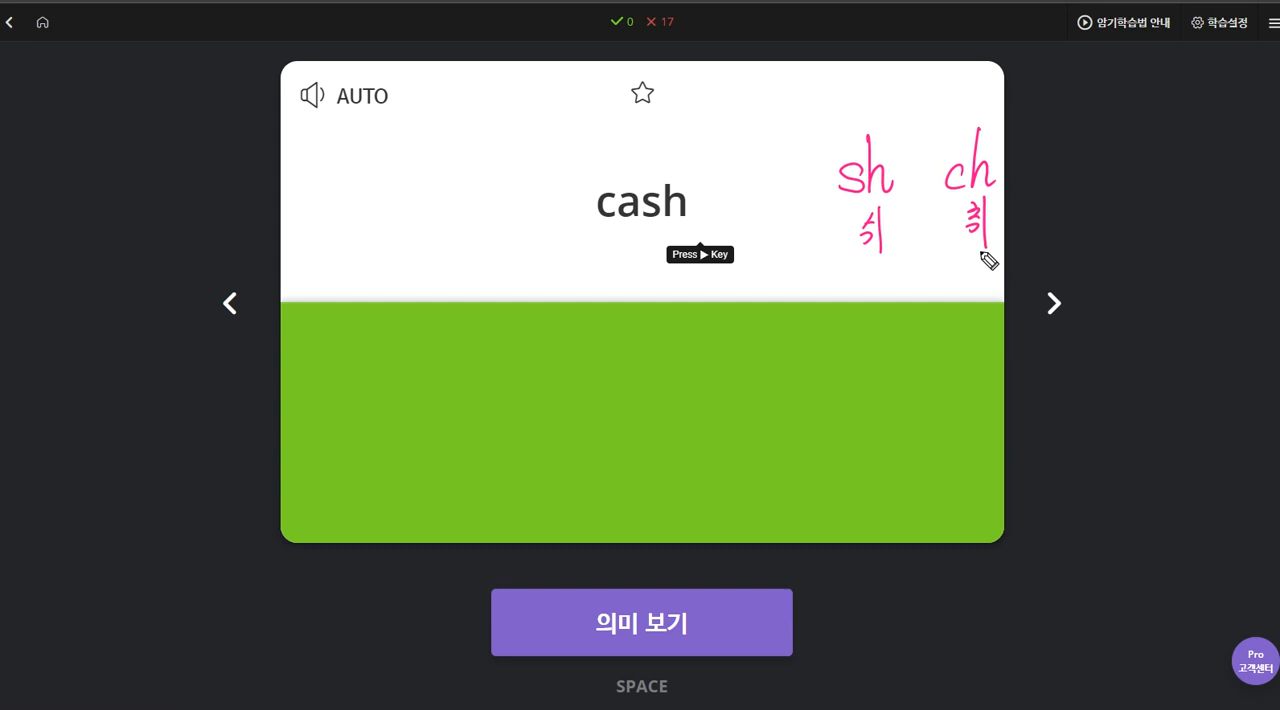 0 17 암기학습법 안내 학습설정
AUTO
sh ch
cash
쉬 취
Press ▶ Key
의미 보기
Pro
고객센터
SPACE